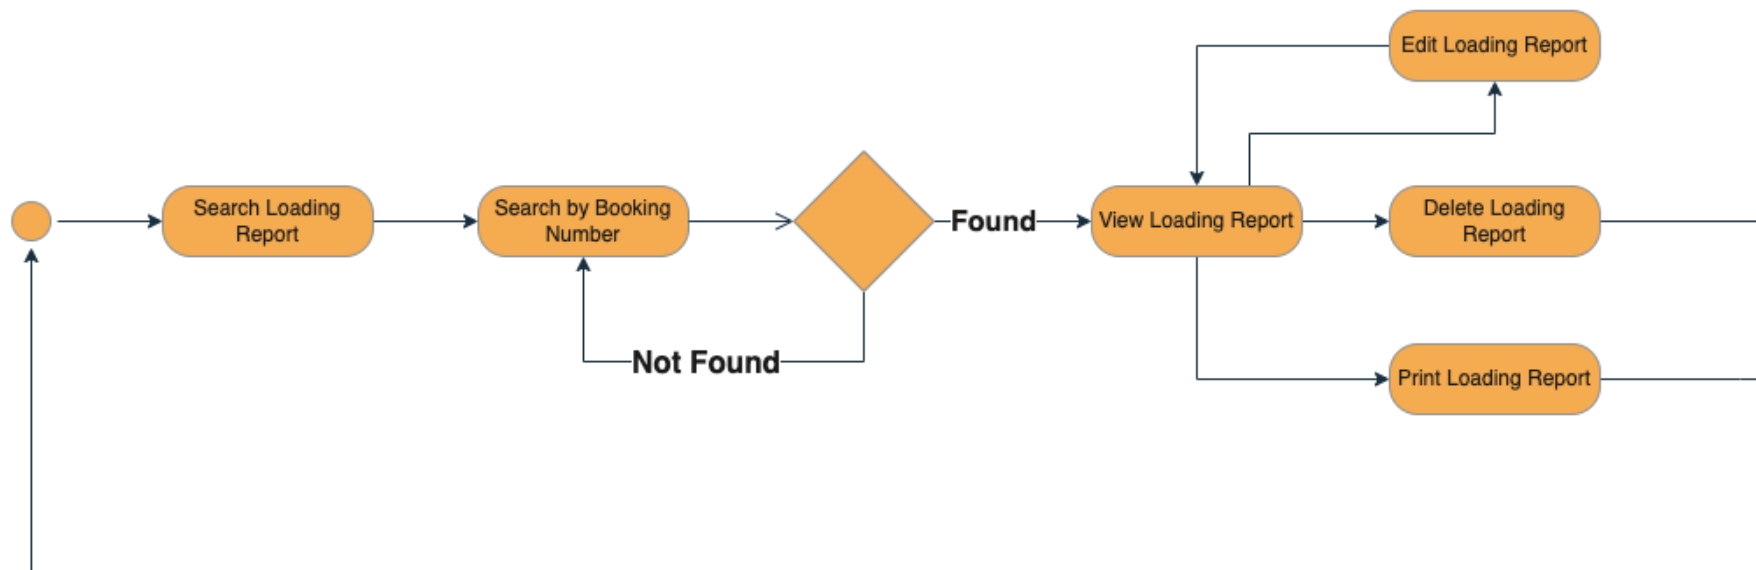 Edit Loading Report
Search Loading
Report
Search by Booking
Number
Found
View Loading Report
Delete Loading
Report
Not Found
Print Loading Report